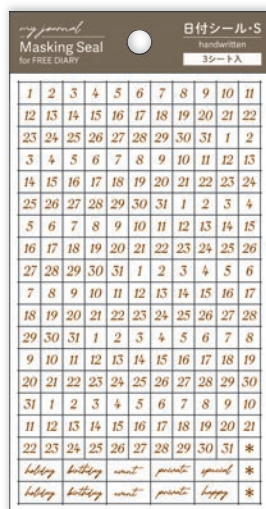 my journal
Masking Seal
for FREE DIARY
日付シール・S
handwritten
3シート入
1 2 3 4 5 6 7 8 9 10 11
12 13 14 15 16 17 18 19 20 21 22
23 24 25 26 27 28 29 30 31 1 2
3 4 5 6 7 8 9 10 11 12 13
14 15 16 17 18 19 20 21 22 23 24
25 26 27 28 29 30 31 1 2 3 4
5 6 7 8 9 10 11 12 13 14 15
16 17 18 19 20 21 22 23 24 25 26
27 28 29 30 31 1 2 3 4 5 6
7 8 9 10 11 12 13 14 15 16 17
18 19 20 21 22 23 24 25 26 27 28
29 30 31 1 2 3 4 5 6 7 8
9 10 11 12 13 14 15 16 17 18 19
20 21 22 23 24 25 26 27 28 29 30
31 1 2 3 4 5 6 7 8 9 10
11 12 13 14 15 16 17 18 19 20 21
22 23 24 25 26 27 28 29 30 31 *
holiday birthday event private special *
holiday birthday event private happy *